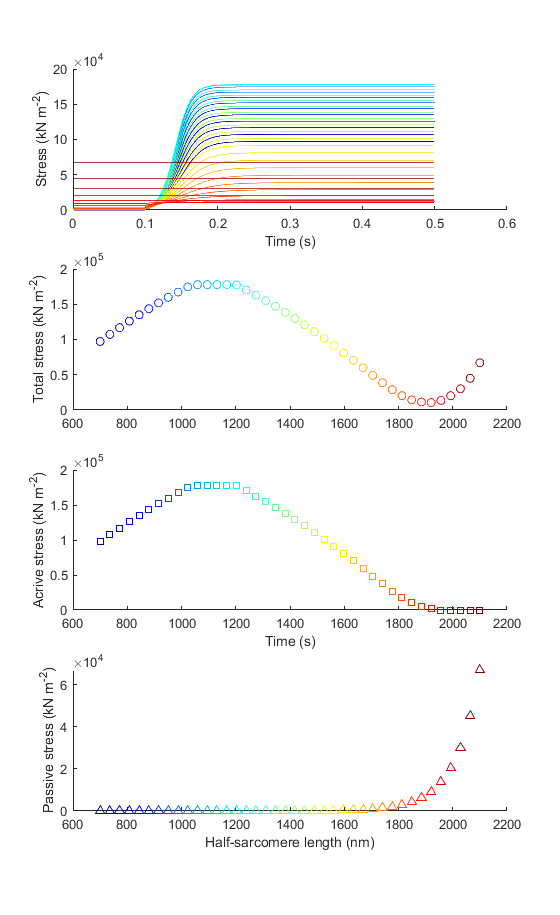 ×10⁴
20
15
10
5
0
Stress (kN m⁻²)
0 0.1 0.2 0.3 0.4 0.5 0.6
Time (s)
×10⁵
2
1.5
1
0.5
0
Total stress (kN m⁻²)
600 800 1000 1200 1400 1600 1800 2000 2200
×10⁵
2
1.5
1
0.5
0
Acrive stress (kN m⁻²)
600 800 1000 1200 1400 1600 1800 2000 2200
Time (s)
×10⁴
6
4
2
0
Passive stress (kN m⁻²)
600 800 1000 1200 1400 1600 1800 2000 2200
Half-sarcomere length (nm)